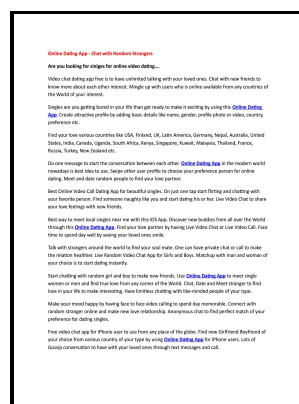 Online Dating App - Chat with Random Strangers
Are you looking for sinlges for online video dating….
Video chat dating app Free is to have unlimited talking with your loved ones. Chat with new friends to
know more about each other interest. Mingle up with users who is online available from any countries of
the World of your interest.
Singles are you getting bored in your life than get ready to make it exciting by using this Online Dating
App. Create attractive profile by adding basic details like name, gender, profile photo or video, country,
preference etc.
Find your love various countries like USA, Finland, UK, Latin America, Germany, Nepal, Australia, United
States, India, Canada, Uganda, South Africa, Kenya, Singapore, Kuwait, Malaysia, Thailand, France,
Russia, Turkey, New Zealand etc.
Do one message to start the conversation between each other. Online Dating App in the modern world
nowadays is best idea to use. Swipe other user profile to choose your preference person for online
dating. Meet and date random people to find your love partner.
Best Online Video Call Dating App for beautiful singles. On just one tap start flirting and chatting with
your favorite person. Find someone naughty like you and start dating his or her. Live Video Chat to share
your love feelings with new friends.
Best way to meet local singles near me with this iOS App. Discover new buddies from all over the World
through this Online Dating App. Find your love partner by having Live Video Chat or Live Video Call. Face
time to spend day well by seeing your loved ones smile.
Talk with strangers around the world to find your soul mate. One can have private chat or call to make
the relation healthier. Live Random Video Chat App for Girls and Boys. Matchup with man and woman of
your choice is to start dating instantly.
Start chatting with random girl and boy to make new friends. Use Online Dating App to meet single
women or men and find true love from any corner of the World. Chat, Date and Meet stranger to find
love in your life to make interesting. Have limitless chatting with like-minded people of your type.
Make your mood happy by having face to face video calling to spend day memorable. Connect with
random stranger online and make new love relationship. Anonymous chat to find perfect match of your
preference for dating singles.
Free video chat app for iPhone user to use from any place of the globe. Find new Girlfriend Boyfriend of
your choice from various country of your type by using Online Dating App for iPhone users. Lots of
Gossip conversation to have with your loved ones through text messages and call.